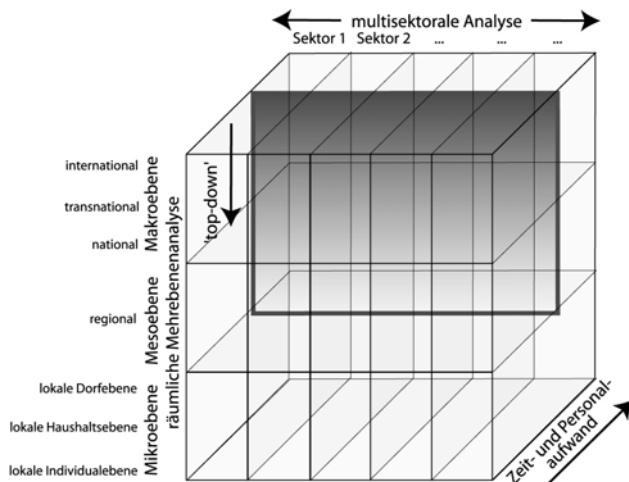 multisektorale Analyse
Sektor 1 Sektor 2 ... ... ...
international
transnational
national
regional
lokale Dorfebene
lokale Haushaltsebene
lokale Individualebene
Makroebene
Mesoebene
Mikroebene
räumliche Mehrebenenanalyse
'top-down'
Zeit- und Personal-
aufwand